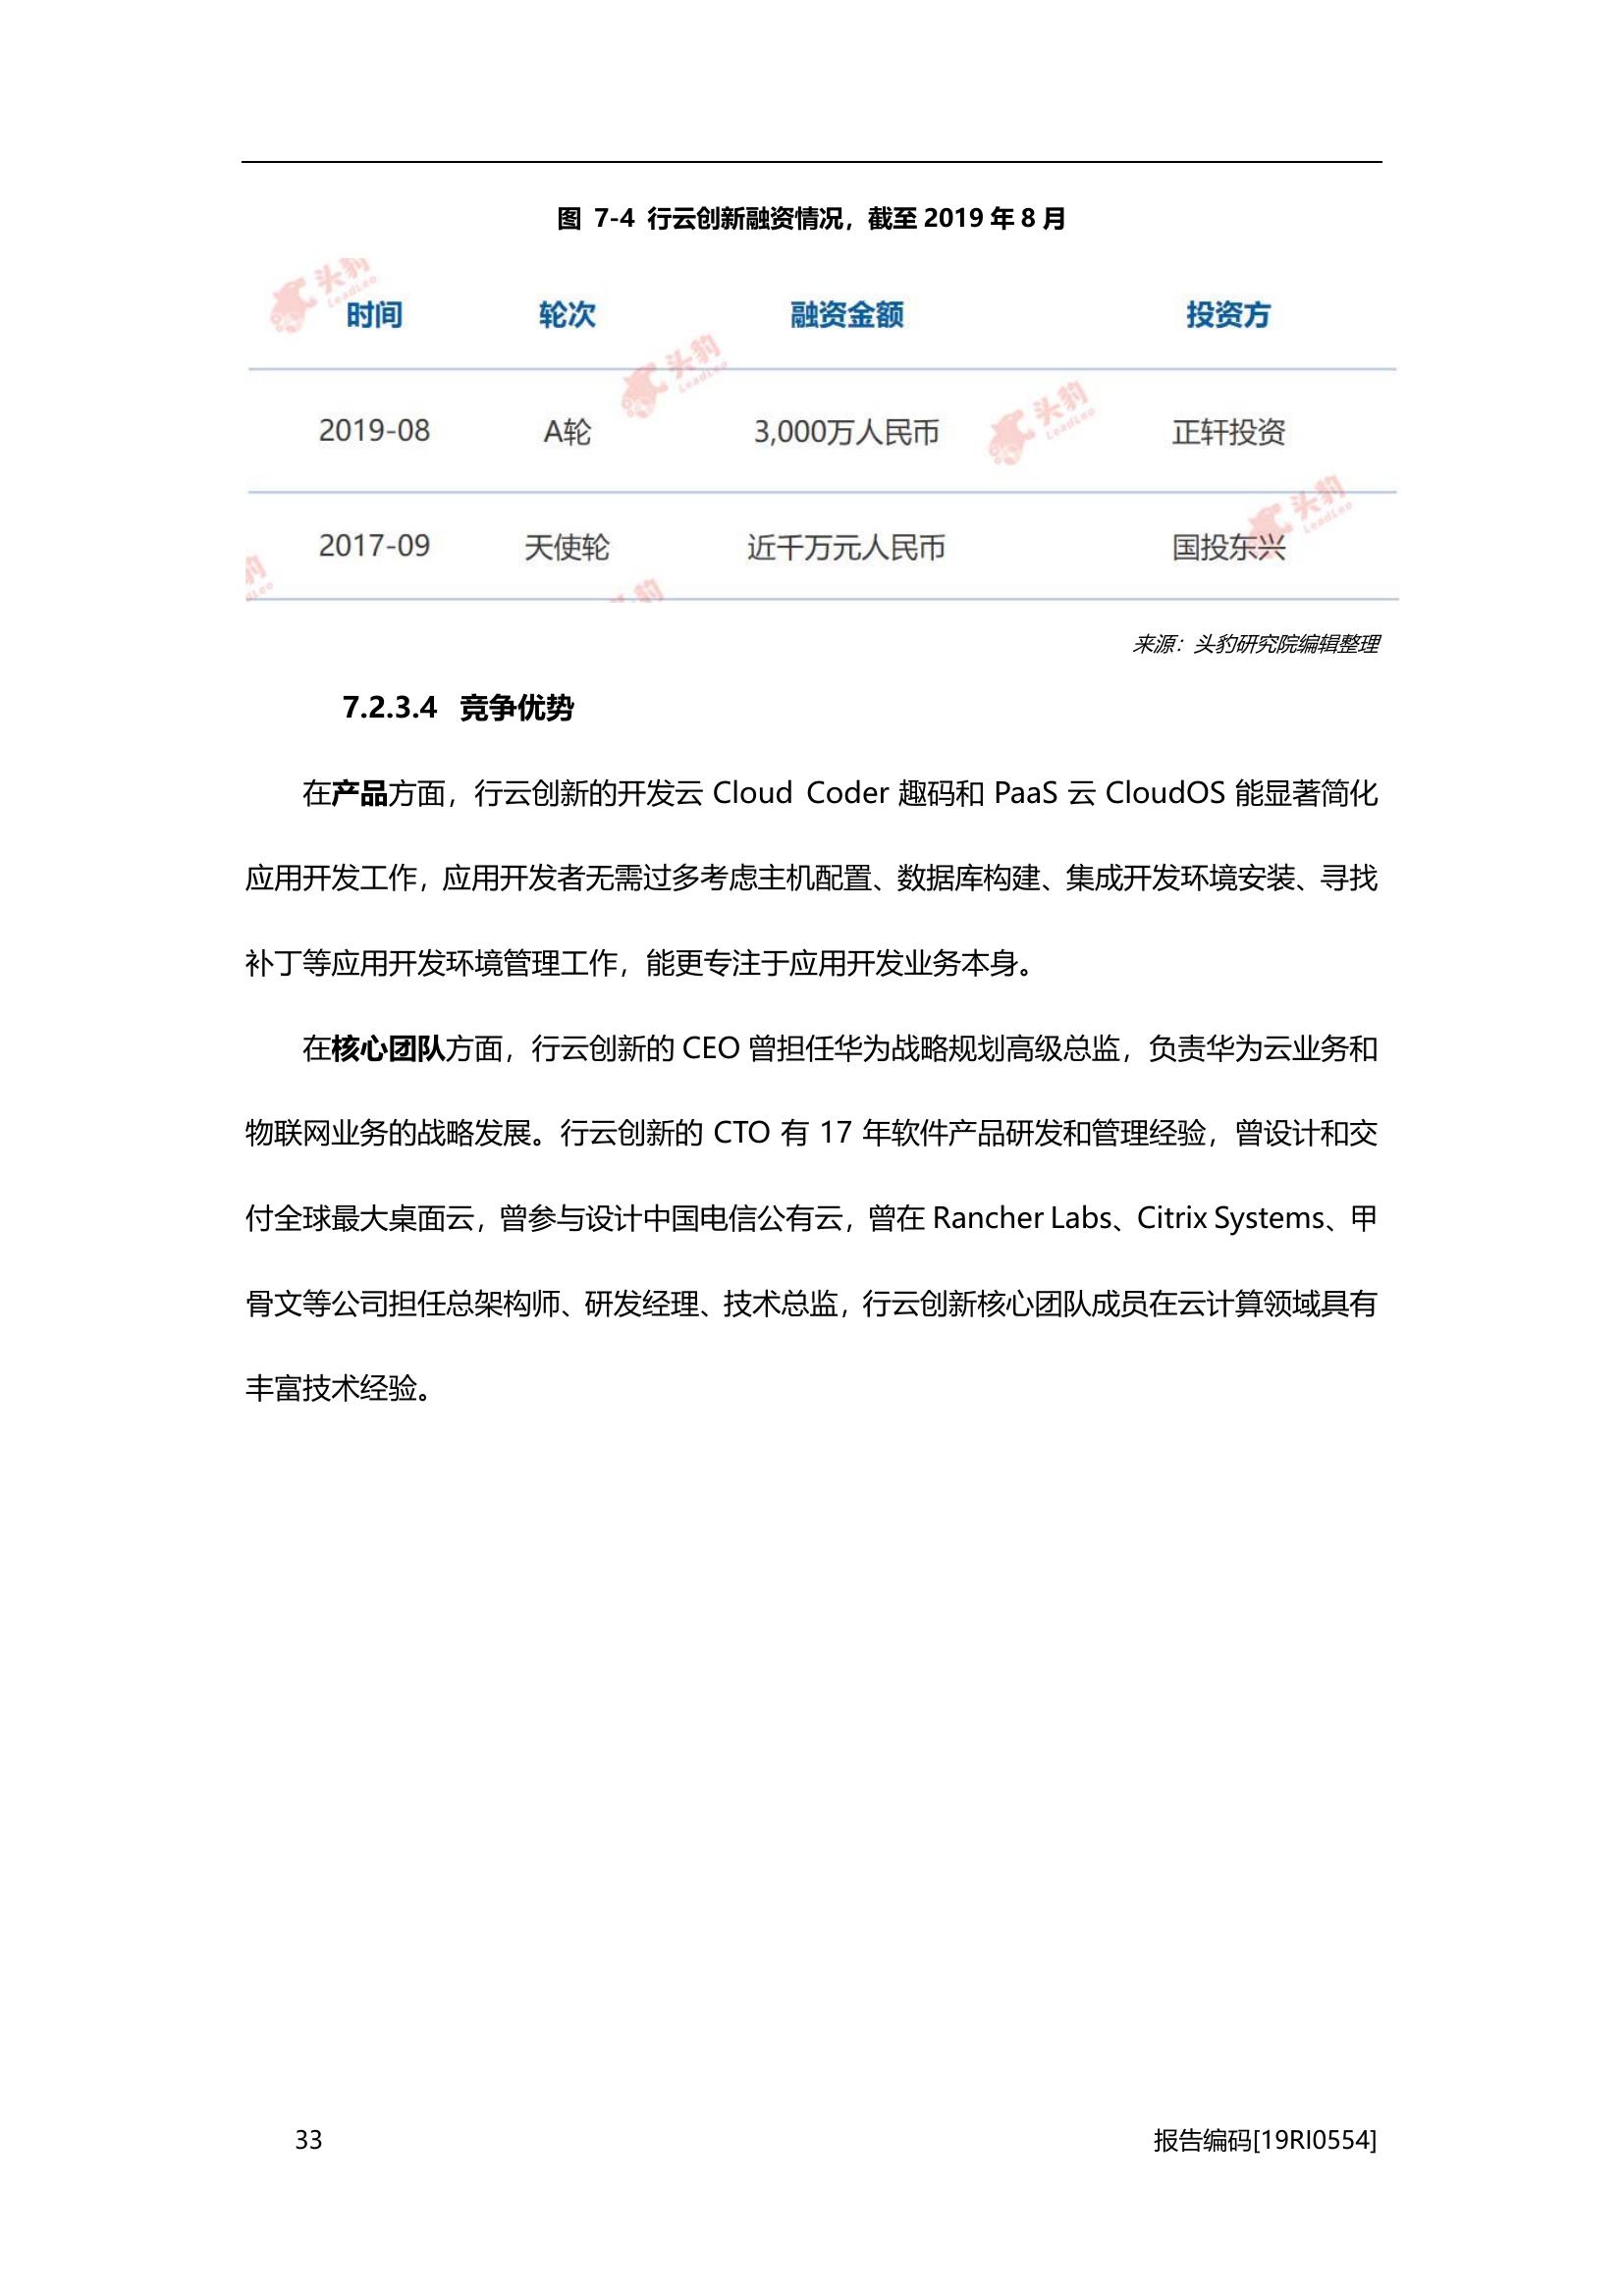 图 7-4 行云创新融资情况，截至 2019 年 8 月
头豹
LeadLeo
时间 轮次 融资金额 投资方
头豹
LeadLeo
头豹
LeadLeo
2019-08 A轮 3,000万人民币 正轩投资
头豹
LeadLeo
2017-09 天使轮 近千万元人民币 国投东兴
豹
豹
来源：头豹研究院编辑整理
7.2.3.4 竞争优势
在产品方面，行云创新的开发云 Cloud Coder 趣码和 PaaS 云 CloudOS 能显著简化
应用开发工作，应用开发者无需过多考虑主机配置、数据库构建、集成开发环境安装、寻找
补丁等应用开发环境管理工作，能更专注于应用开发业务本身。
在核心团队方面，行云创新的 CEO 曾担任华为战略规划高级总监，负责华为云业务和
物联网业务的战略发展。行云创新的 CTO 有 17 年软件产品研发和管理经验，曾设计和交
付全球最大桌面云，曾参与设计中国电信公有云，曾在 Rancher Labs、Citrix Systems、甲
骨文等公司担任总架构师、研发经理、技术总监，行云创新核心团队成员在云计算领域具有
丰富技术经验。
33 报告编码[19RI0554]